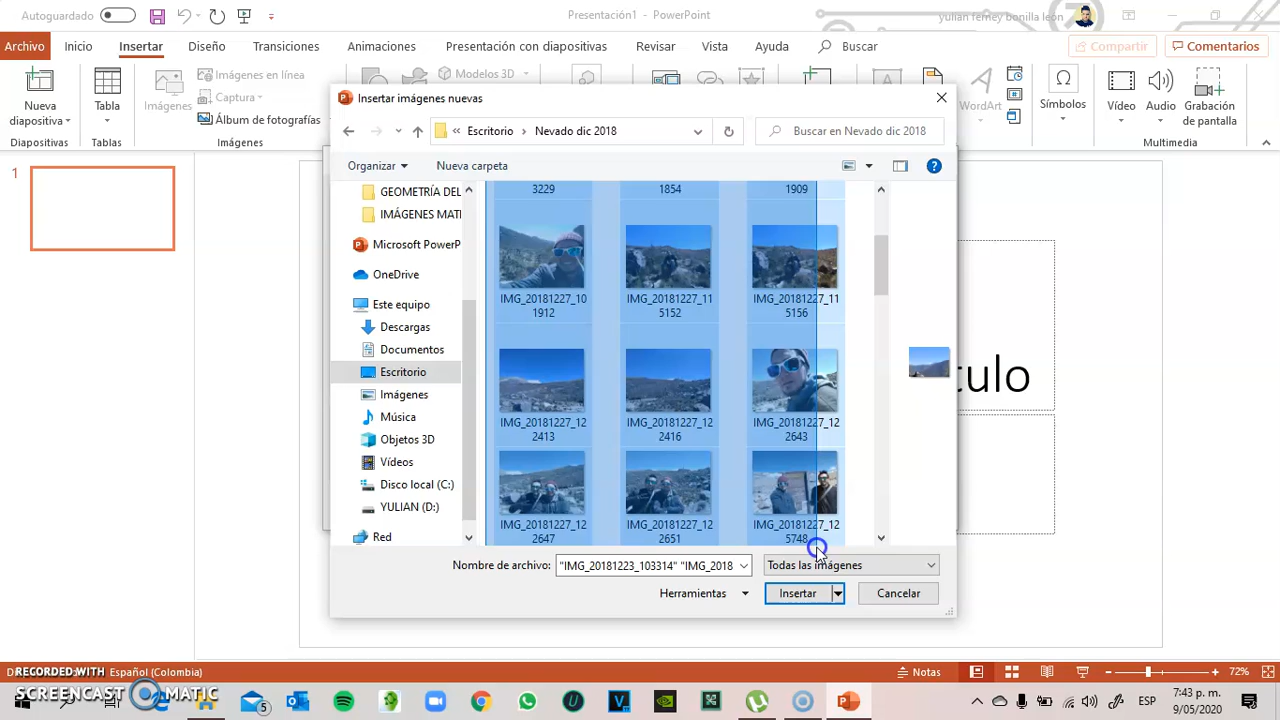 Autoguardado
Presentación1 - PowerPoint
yulian ferney bonilla león
Archivo
Inicio
Insertar
Diseño
Transiciones
Animaciones
Presentación con diapositivas
Revisar
Vista
Ayuda
Buscar
Compartir
Comentarios
Nueva
diapositiva
Tabla
Imágenes
Imágenes en línea
Captura
Álbum de fotografías
Modelos 3D
WordArt
Símbolos
Vídeo
Audio
Grabación
de pantalla
Diapositivas
Tablas
Imágenes
Multimedia
1
Insertar imágenes nuevas
« Escritorio › Nevado dic 2018
Buscar en Nevado dic 2018
Organizar
Nueva carpeta
GEOMETRÍA DEL
IMÁGENES MATI
Microsoft PowerP
OneDrive
Este equipo
Descargas
Documentos
Escritorio
Imágenes
Música
Objetos 3D
Vídeos
Disco local (C:)
YULIAN (D:)
Red
3229
1854
1909
IMG_20181227_10
1912
IMG_20181227_11
5152
IMG_20181227_11
5156
IMG_20181227_12
2413
IMG_20181227_12
2416
IMG_20181227_12
2643
IMG_20181227_12
2647
IMG_20181227_12
2651
IMG_20181227_12
5748
tulo
Nombre de archivo:
"IMG_20181223_103314" "IMG_2018
Todas las imágenes
Herramientas
Insertar
Cancelar
Español (Colombia)
Notas
72%
RECORDED WITH
SCREENCAST MATIC
5
ESP
7:43 p. m.
9/05/2020